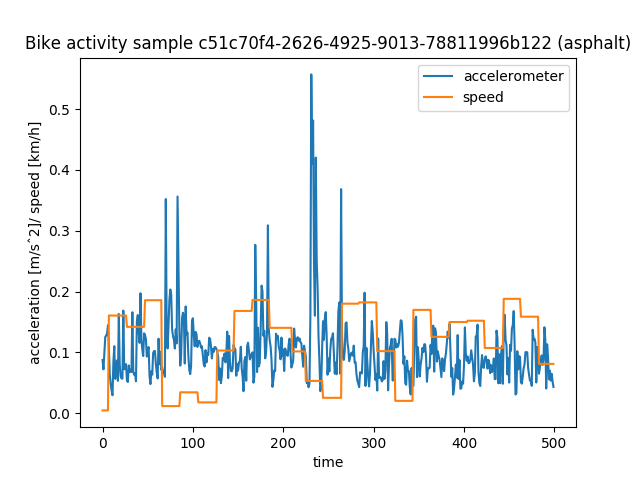 Bike activity sample c51c70f4-2626-4925-9013-78811996b122 (asphalt)
accelerometer
speed
acceleration [m/s^2]/ speed [km/h]
0.5
0.4
0.3
0.2
0.1
0.0
0 100 200 300 400 500
time